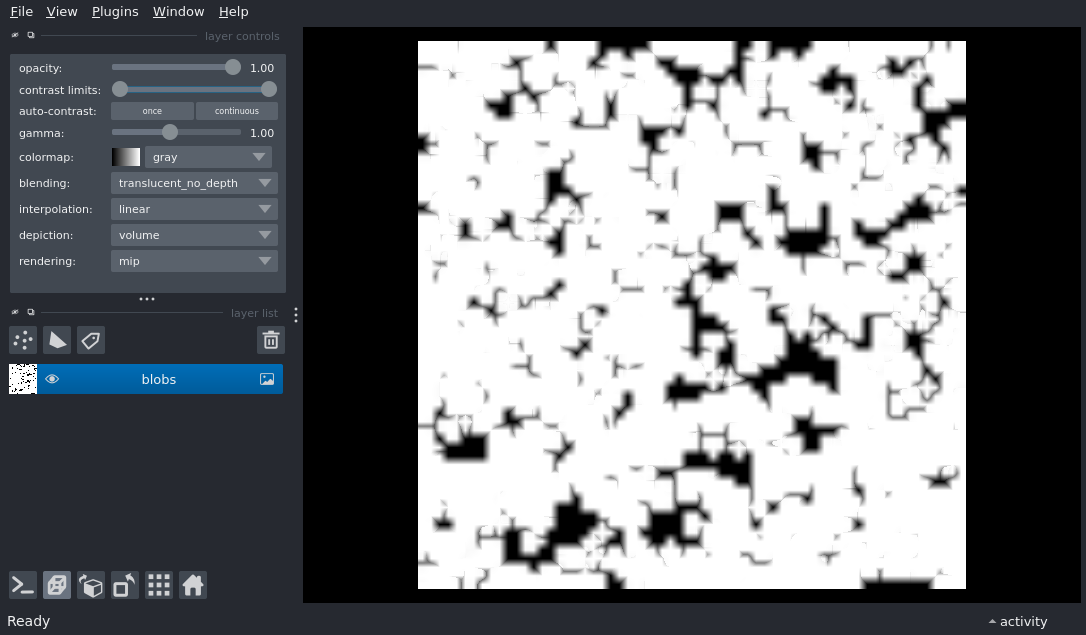 File View Plugins Window Help
layer controls
opacity: 1.00
contrast limits:
auto-contrast: once continuous
gamma: 1.00
colormap: gray
blending: translucent_no_depth
interpolation: linear
depiction: volume
rendering: mip
layer list
blobs
Ready activity